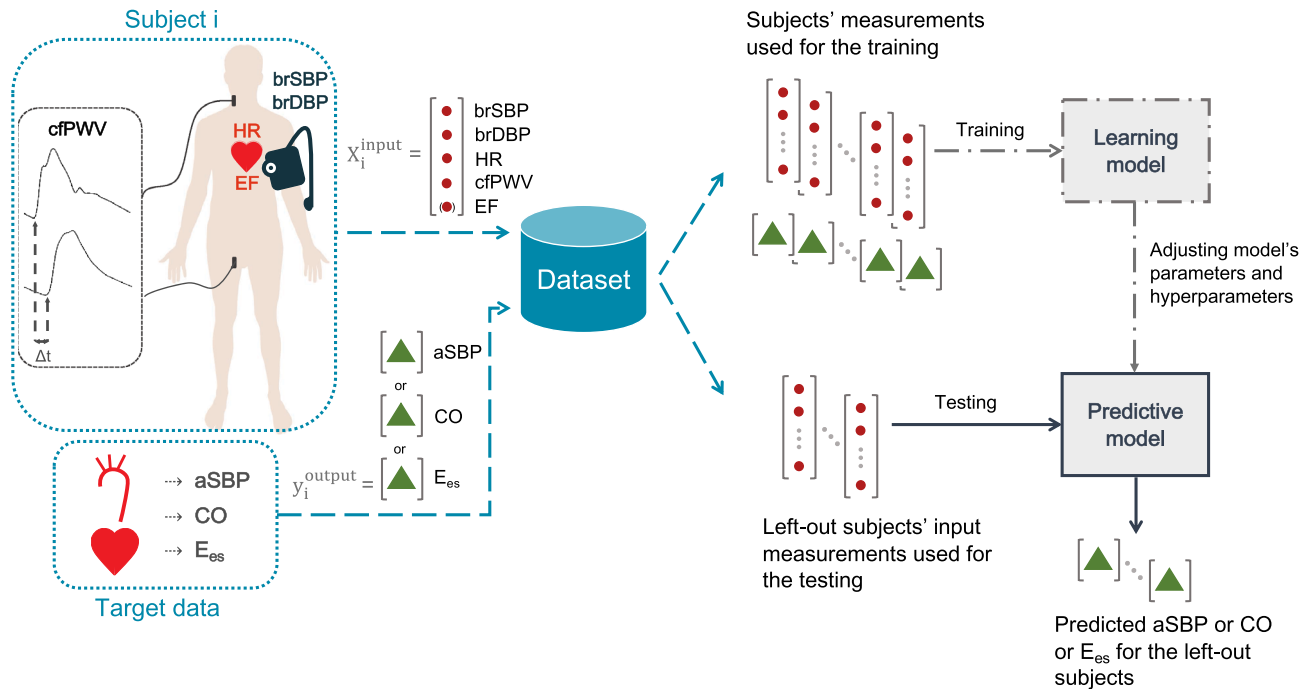 Subject i
brSBP
brDBP
cfPWV
HR
EF
Δt
X_i^input =
brSBP
brDBP
HR
cfPWV
(•) EF
Dataset
aSBP
or
CO
or
y_i^output =
E_es
aSBP
CO
E_es
Target data
Subjects’ measurements
used for the training
Training
Learning
model
Adjusting model’s
parameters and
hyperparameters
Testing
Predictive
model
Left-out subjects’ input
measurements used for
the testing
Predicted aSBP or CO
or E_es for the left-out
subjects